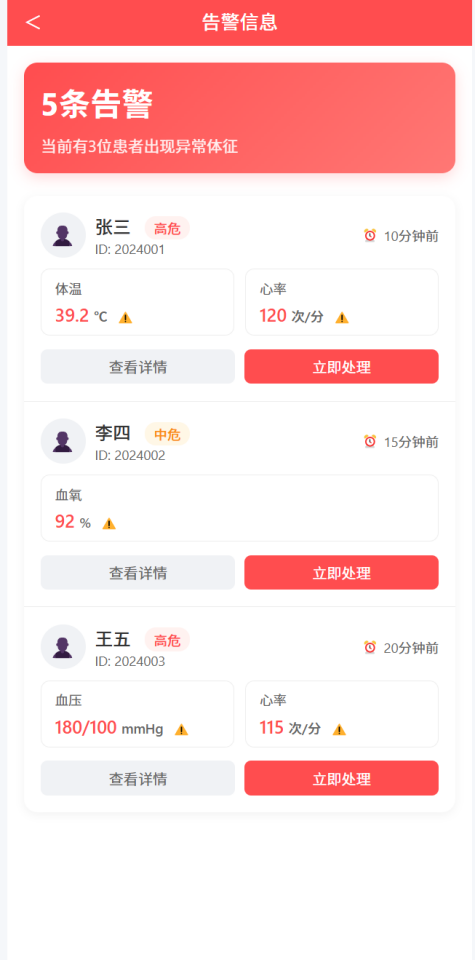 告警信息
5条告警
当前有3位患者出现异常体征
张三 高危
ID: 2024001
10分钟前
体温
39.2 ℃
心率
120 次/分
查看详情
立即处理
李四 中危
ID: 2024002
15分钟前
血氧
92 %
查看详情
立即处理
王五 高危
ID: 2024003
20分钟前
血压
180/100 mmHg
心率
115 次/分
查看详情
立即处理